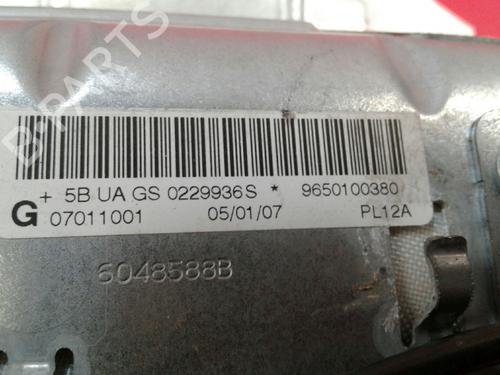 B-PARTS
+ 5B UA GS 0229936S * 9650100380
G 07011001 05/01/07 PL12A
6048588B